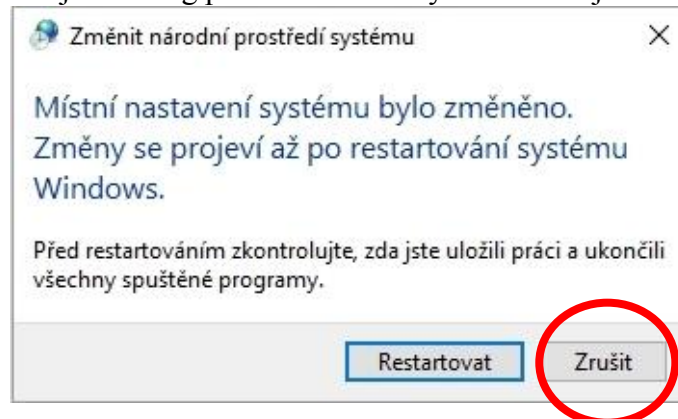 Změnit národní prostředí systému
Místní nastavení systému bylo změněno.
Změny se projeví až po restartování systému
Windows.
Před restartováním zkontrolujte, zda jste uložili práci a ukončili
všechny spuštěné programy.
Restartovat Zrušit